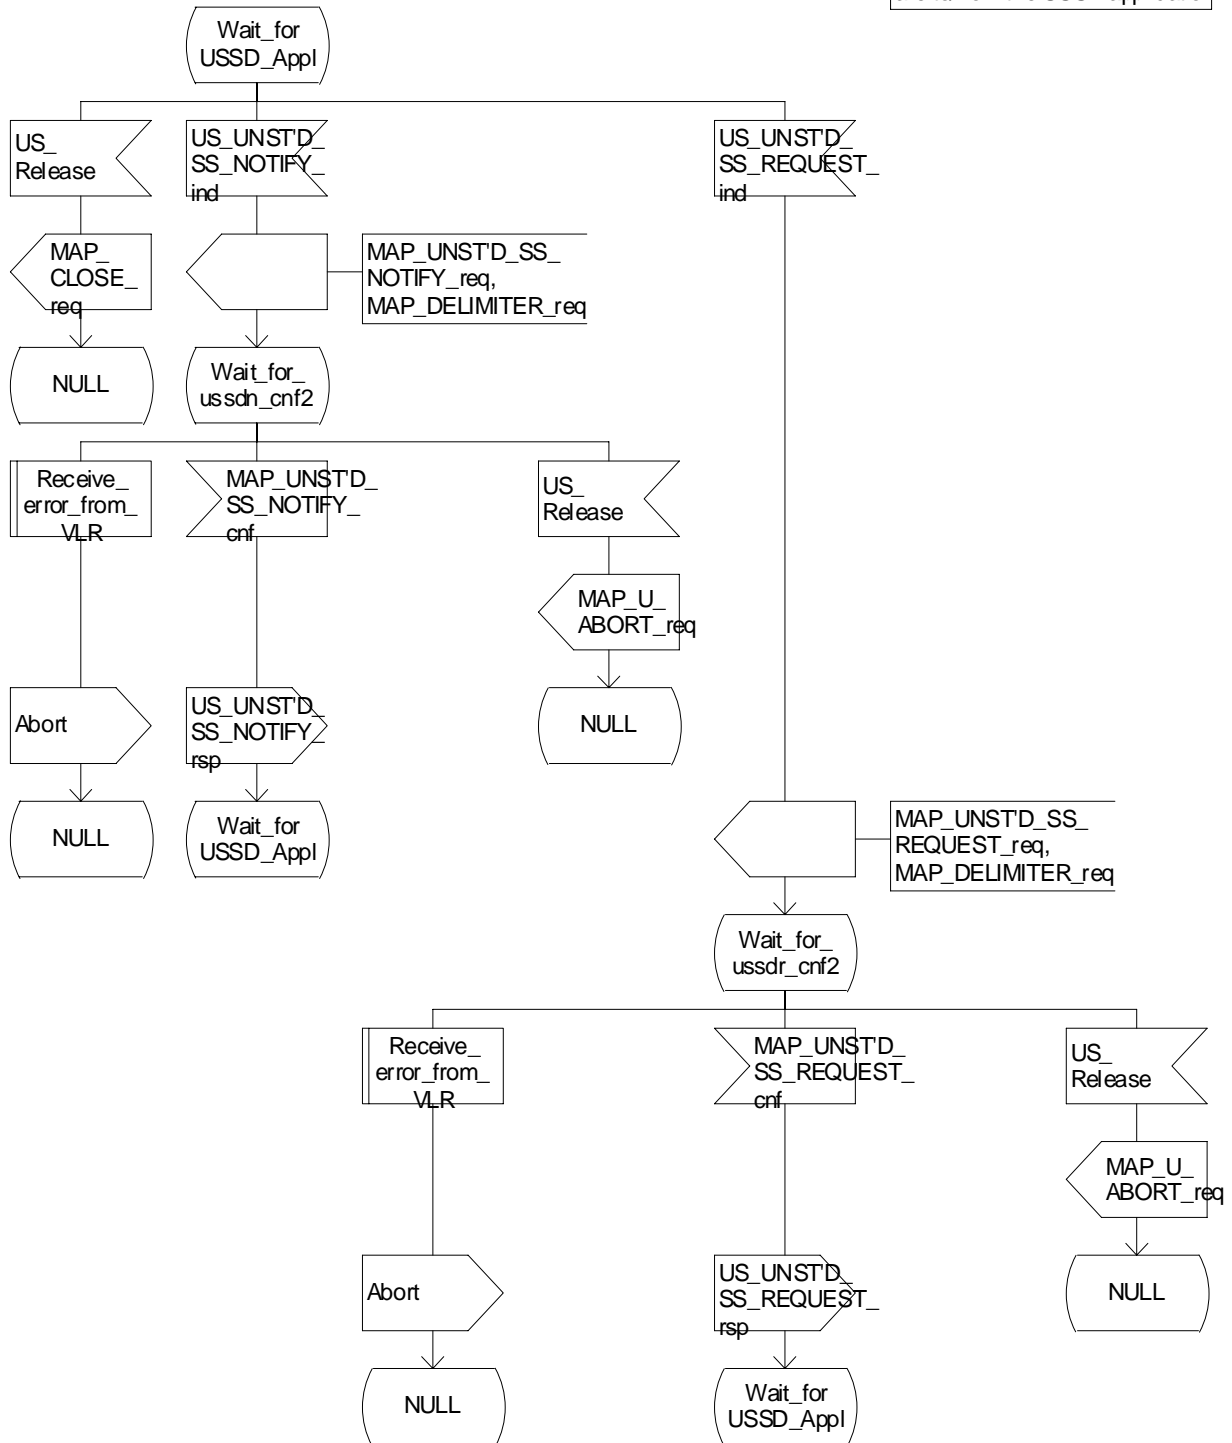 Wait_for
USSD_Appl
US_
Release
US_UNST'D_
SS_NOTIFY_
ind
US_UNST'D_
SS_REQUEST_
ind
MAP_
CLOSE_
req
MAP_UNST'D_SS_
NOTIFY_req,
MAP_DELIMITER_req
NULL
Wait_for_
ussdn_cnf2
Receive_
error_from_
VLR
MAP_UNST'D_
SS_NOTIFY_
cnf
US_
Release
MAP_U_
ABORT_req
Abort
US_UNST'D_
SS_NOTIFY_
rsp
NULL
NULL
Wait_for
USSD_Appl
MAP_UNST'D_SS_
REQUEST_req,
MAP_DELIMITER_req
Wait_for_
ussdr_cnf2
Receive_
error_from_
VLR
MAP_UNST'D_
SS_REQUEST_
cnf
US_
Release
MAP_U_
ABORT_req
Abort
US_UNST'D_
SS_REQUEST_
rsp
NULL
NULL
Wait_for
USSD_Appl